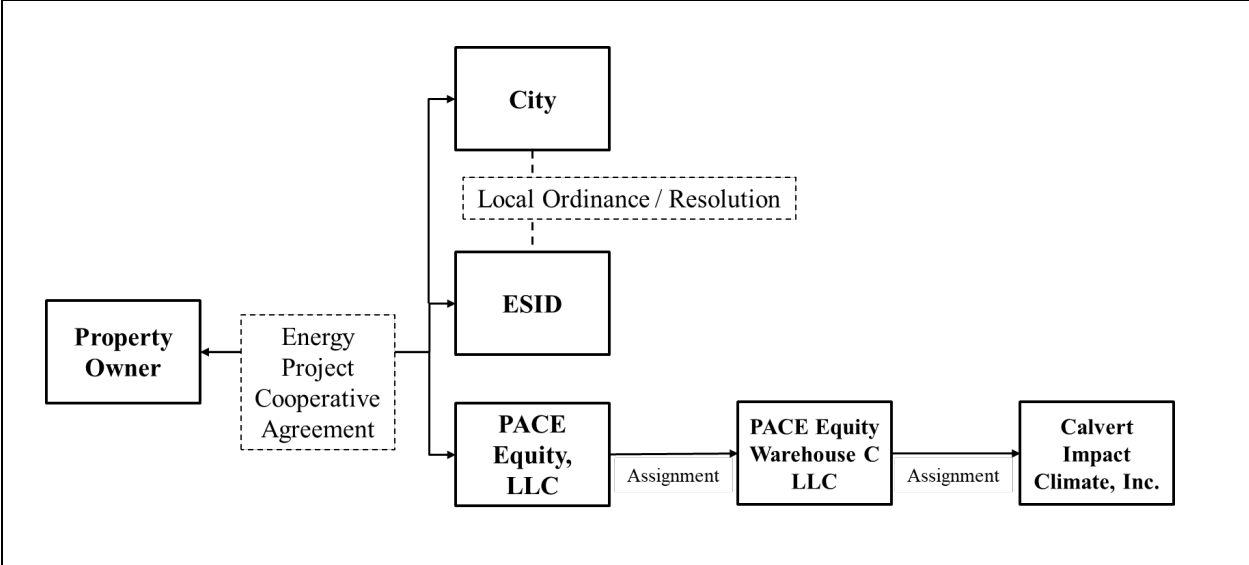 City
Local Ordinance / Resolution
ESID
Property
Owner
Energy
Project
Cooperative
Agreement
PACE
Equity,
LLC
Assignment
PACE Equity
Warehouse C
LLC
Assignment
Calvert
Impact
Climate, Inc.